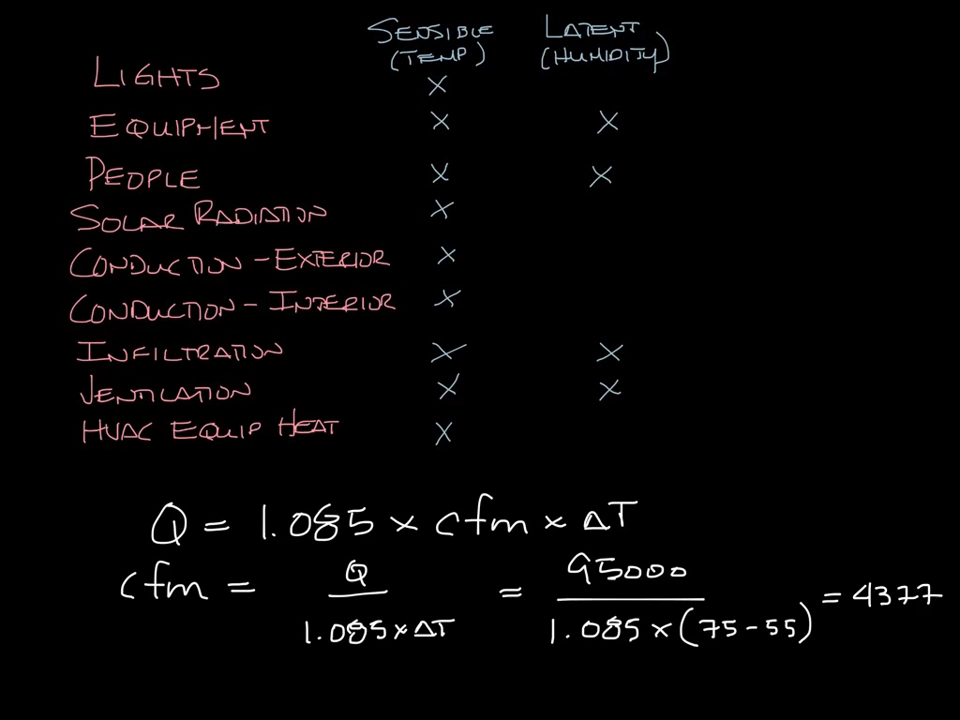 SENSIBLE LATENT
(TEMP) (HUMIDITY)
LIGHTS X
EQUIPMENT X X
PEOPLE X X
SOLAR RADIATION X
CONDUCTION - EXTERIOR X
CONDUCTION - INTERIOR X
INFILTRATION X X
VENTILATION X X
HVAC EQUIP HEAT X
Q = 1.085 × cfm × ΔT
cfm = Q / 1.085 × ΔT = 95000 / 1.085 × (75-55) = 4377